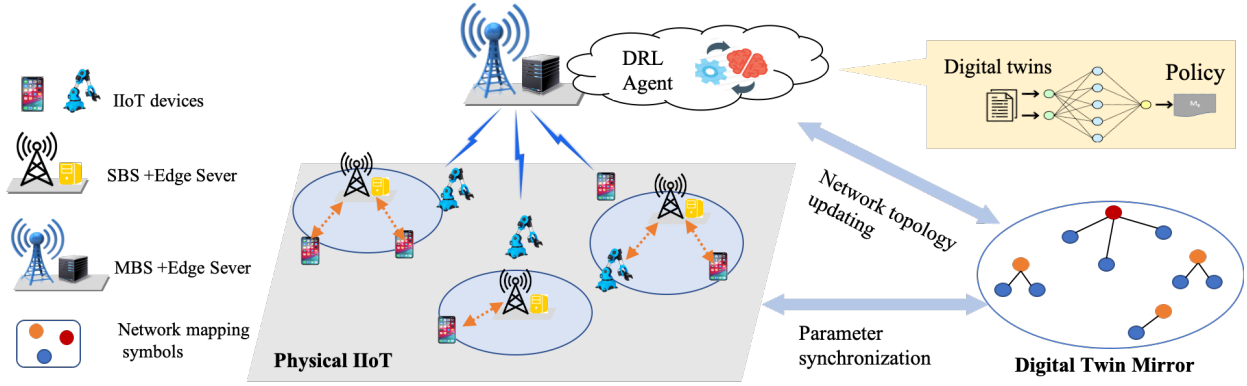 IIoT devices
SBS +Edge Sever
MBS +Edge Sever
Network mapping
symbols
DRL
Agent
Digital twins
Policy
Physical IIoT
Network topology
updating
Parameter
synchronization
Digital Twin Mirror